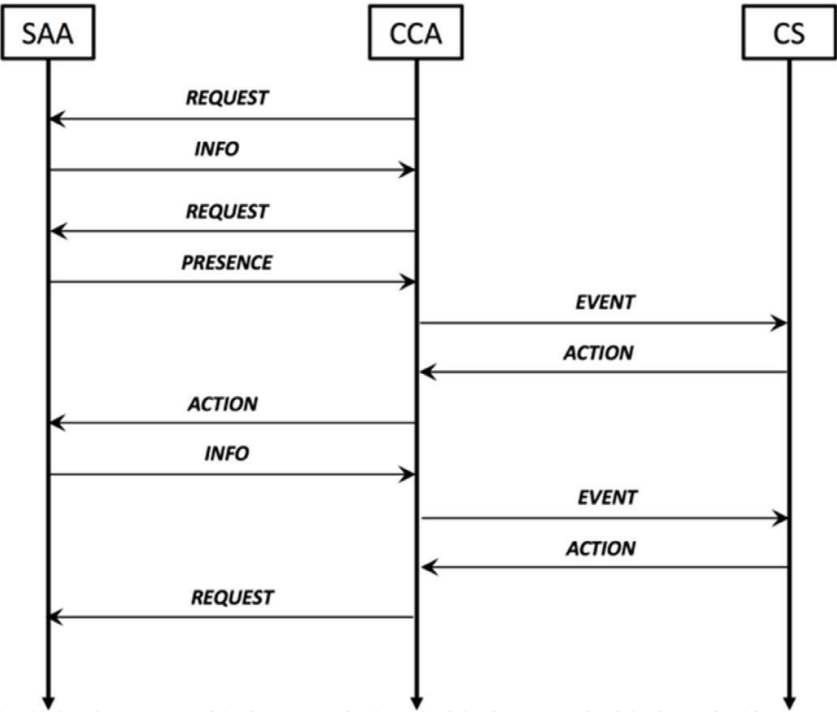 SAA
CCA
CS
REQUEST
INFO
REQUEST
PRESENCE
EVENT
ACTION
ACTION
INFO
EVENT
ACTION
REQUEST